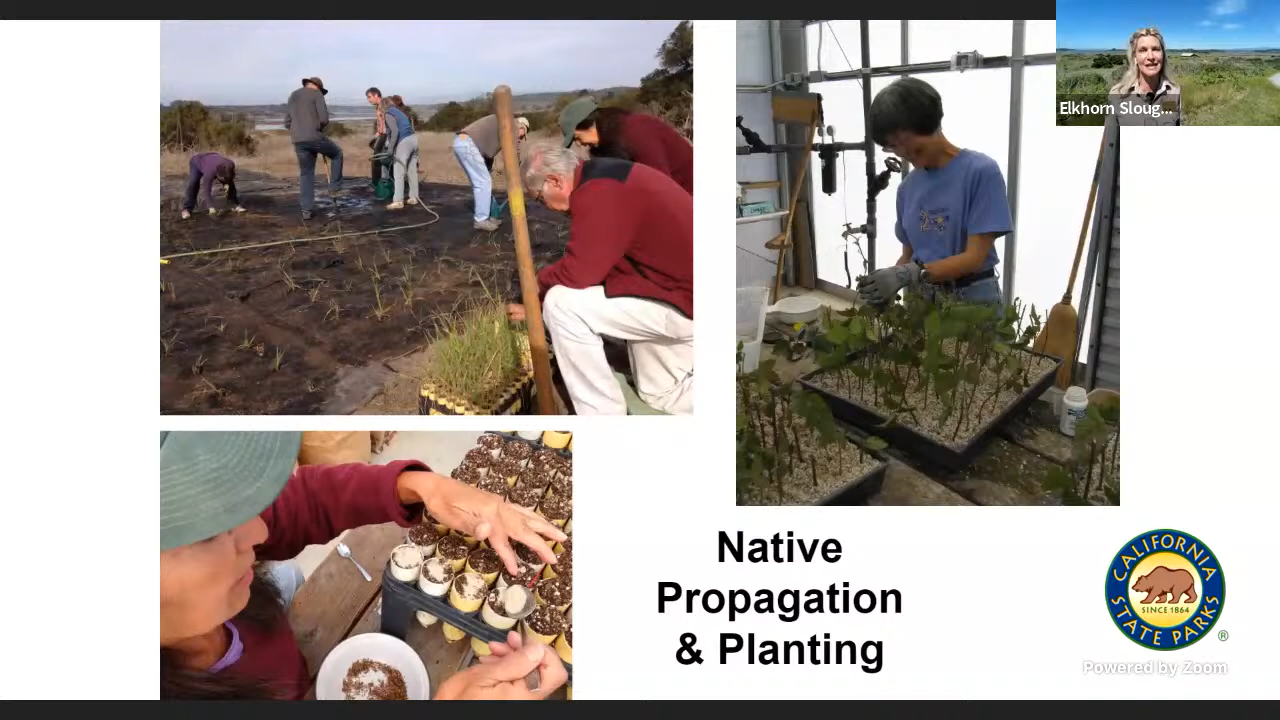 Elkhorn Sloug...
Native
Propagation
& Planting
CALIFORNIA
STATE PARKS
SINCE 1864
®
Powered by Zoom